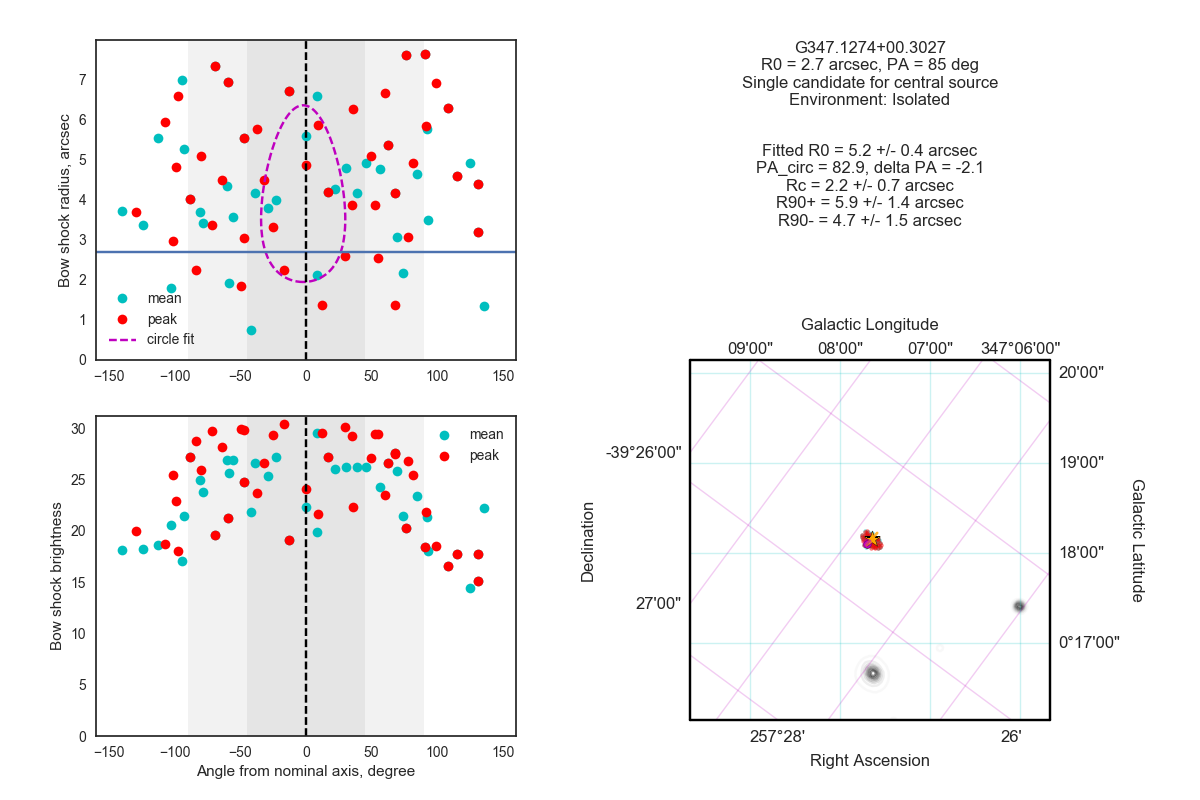 G347.1274+00.3027
R0 = 2.7 arcsec, PA = 85 deg
Single candidate for central source
Environment: Isolated
Fitted R0 = 5.2 +/- 0.4 arcsec
PA_circ = 82.9, delta PA = -2.1
Rc = 2.2 +/- 0.7 arcsec
R90+ = 5.9 +/- 1.4 arcsec
R90- = 4.7 +/- 1.5 arcsec
Bow shock radius, arcsec
7
6
5
4
3
2
1
0
mean
peak
circle fit
−150 −100 −50 0 50 100 150
Bow shock brightness
30
25
20
15
10
5
0
mean
peak
−150 −100 −50 0 50 100 150
Angle from nominal axis, degree
Galactic Longitude
09'00" 08'00" 07'00" 347°06'00"
20'00"
19'00"
18'00"
0°17'00"
Galactic Latitude
-39°26'00"
27'00"
Declination
257°28' 26'
Right Ascension